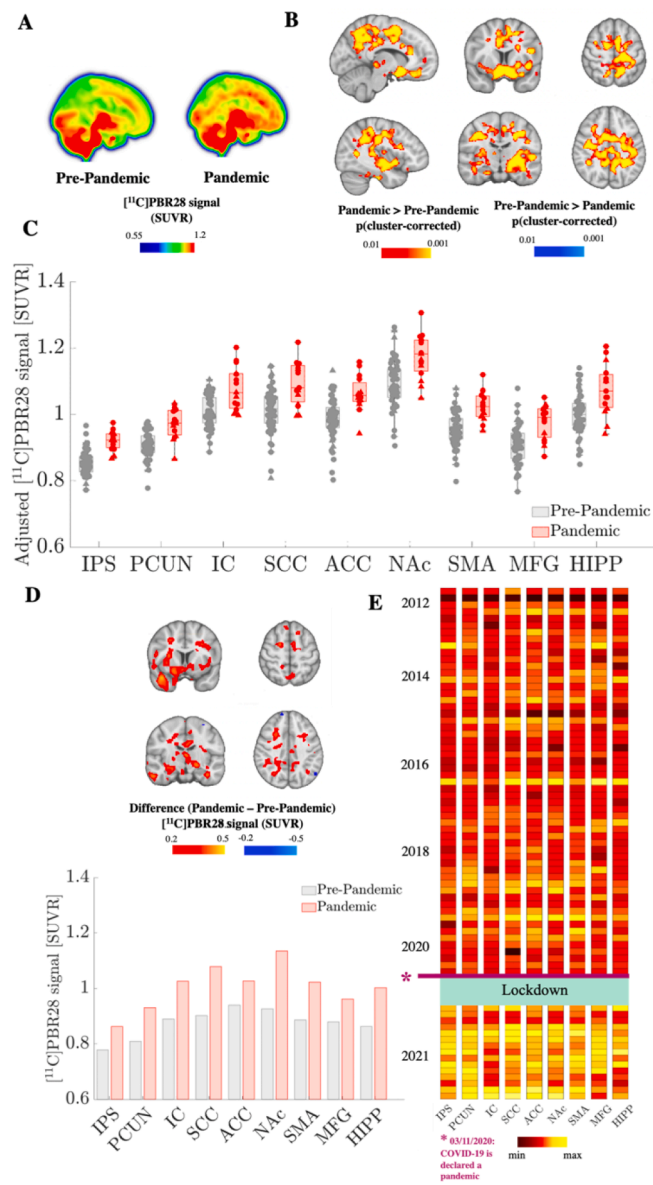 A
Pre-Pandemic
Pandemic
[¹¹C]PBR28 signal
(SUVR)
0.55
1.2
B
Pandemic > Pre-Pandemic
p(cluster-corrected)
0.01
0.001
Pre-Pandemic > Pandemic
p(cluster-corrected)
0.01
0.001
C
Adjusted [¹¹C]PBR28 signal [SUVR]
1.4
1.2
1
0.8
0.6
Pre-Pandemic
Pandemic
IPS PCUN IC SCC ACC NAc SMA MFG HIPP
D
Difference (Pandemic – Pre-Pandemic)
[¹¹C]PBR28 signal (SUVR)
0.2
0.5
-0.2
-0.5
[¹¹C]PBR28 signal [SUVR]
1.4
1.2
1
0.8
0.6
Pre-Pandemic
Pandemic
IPS PCUN IC SCC ACC NAc SMA MFG HIPP
E
2012
2014
2016
2018
2020
*
Lockdown
2021
IPS PCUN IC SCC ACC NAc SMA MFG HIPP
* 03/11/2020:
COVID-19 is
declared a
pandemic
min
max